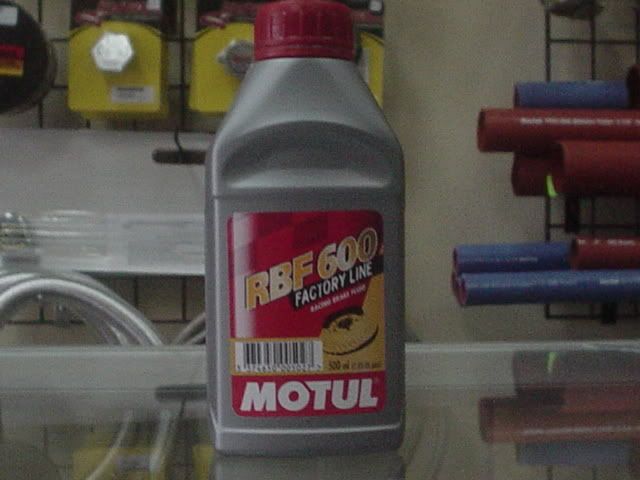 RBF 600
FACTORY LINE
RACING BRAKE FLUID
500 ml
MOTUL